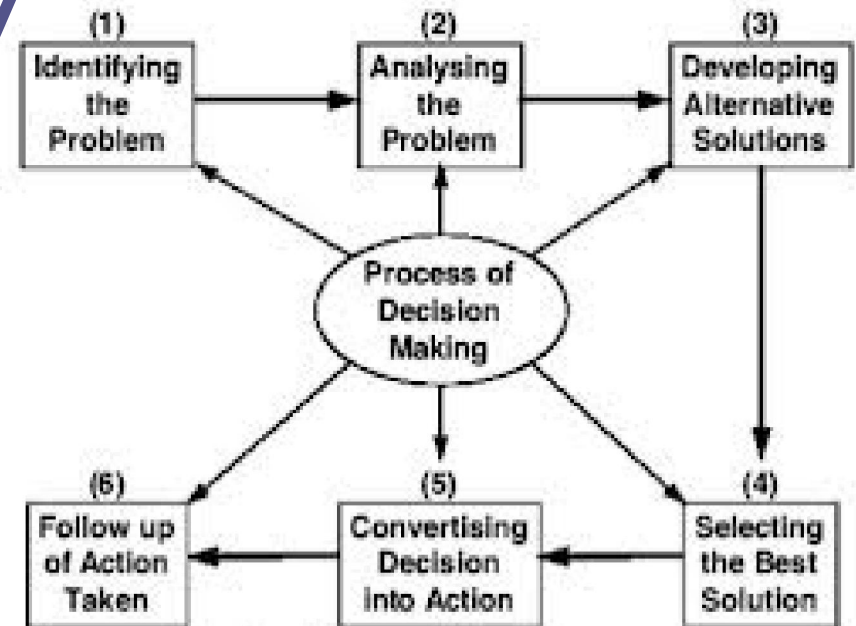 (1)
Identifying
the
Problem
(2)
Analysing
the
Problem
(3)
Developing
Alternative
Solutions
Process of
Decision
Making
(4)
Selecting
the Best
Solution
(5)
Convertising
Decision
into Action
(6)
Follow up
of Action
Taken